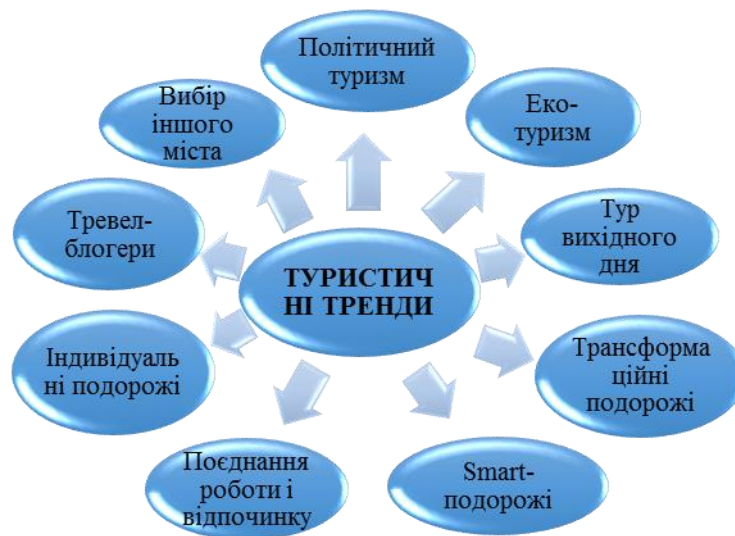 Політичний
туризм
Еко-
туризм
Тур
вихідного
дня
Трансформа
ційні
подорожі
Smart-
подорожі
Поєднання
роботи і
відпочинку
Індивідуаль
ні подорожі
Тревел-
блогери
Вибір
іншого
міста
ТУРИСТИЧ
НІ ТРЕНДИ